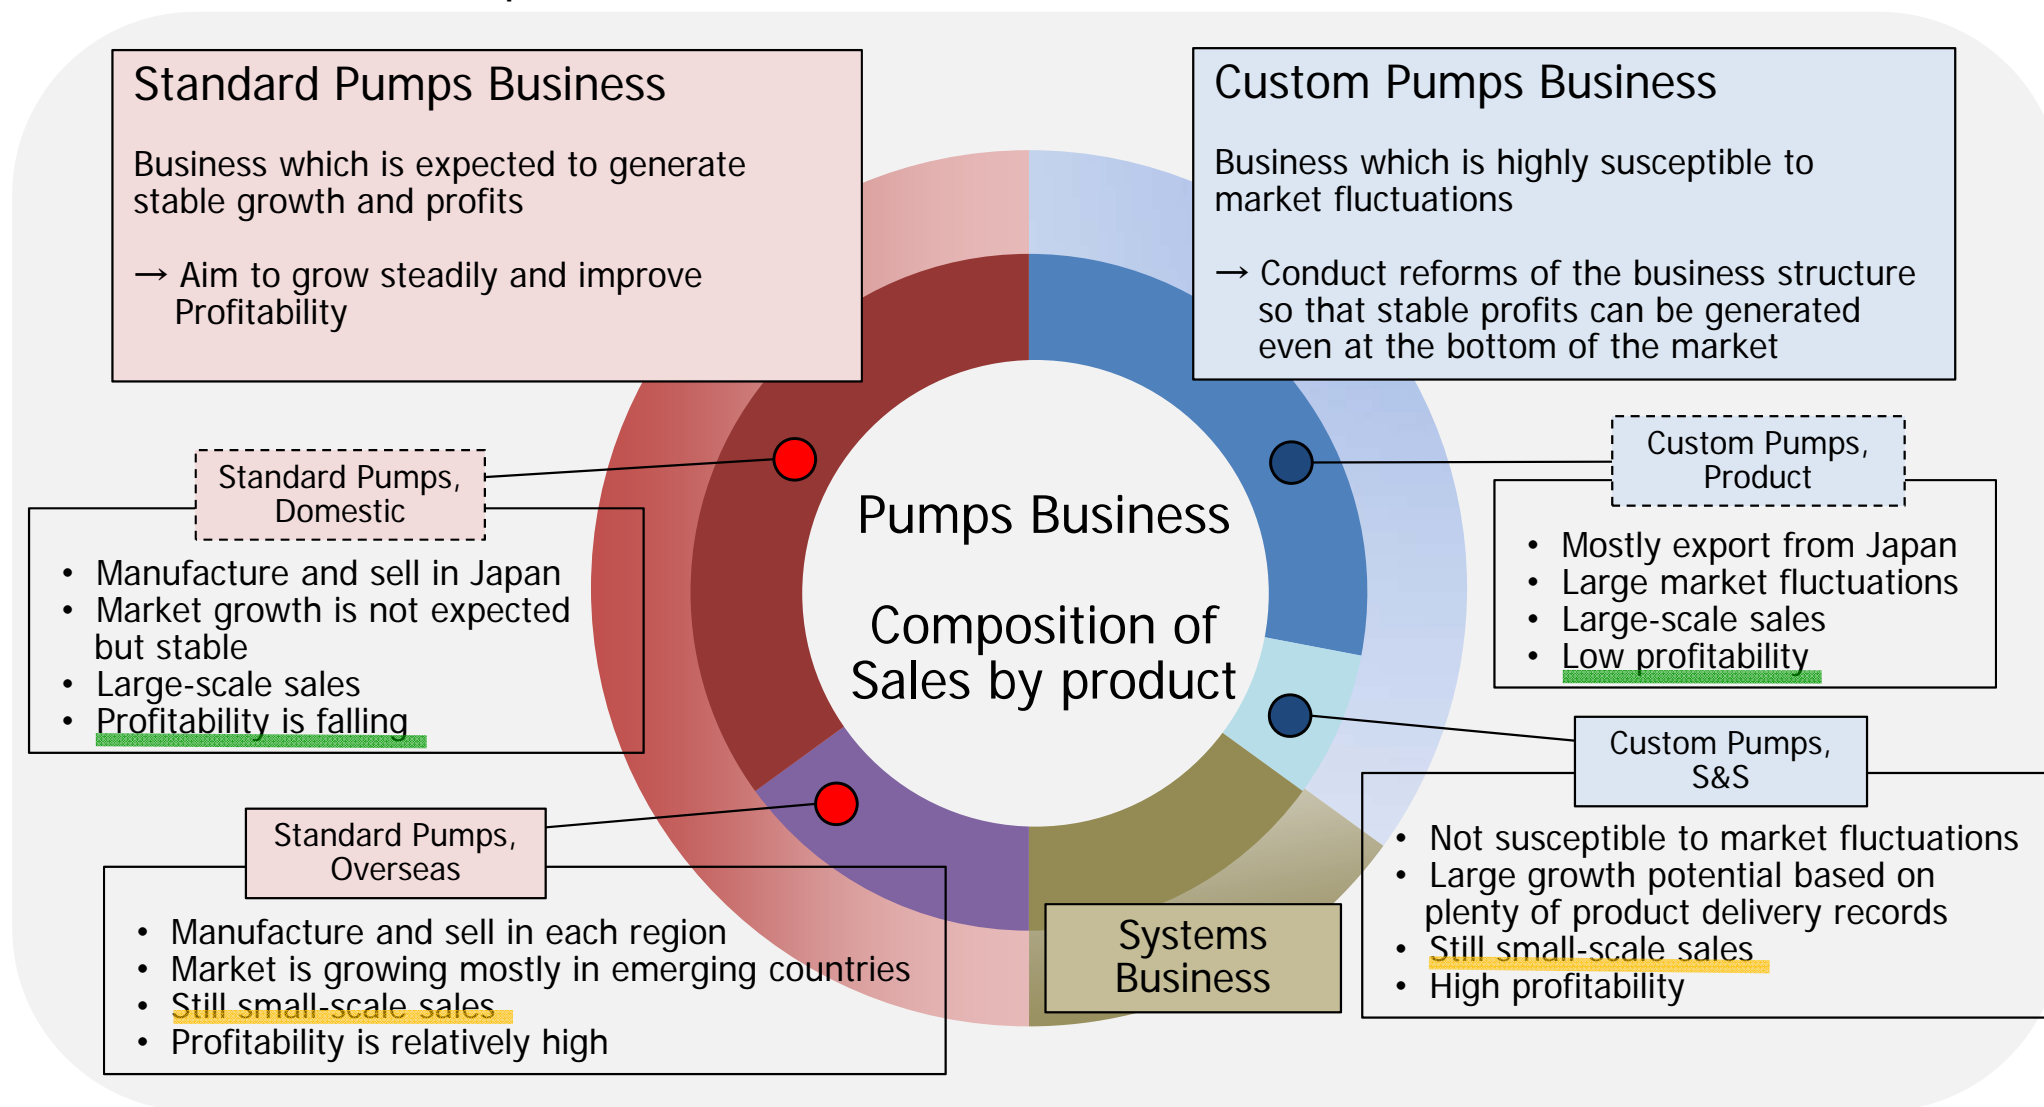 Standard Pumps Business
Business which is expected to generate
stable growth and profits
→ Aim to grow steadily and improve
Profitability
Custom Pumps Business
Business which is highly susceptible to
market fluctuations
→ Conduct reforms of the business structure
so that stable profits can be generated
even at the bottom of the market
Standard Pumps,
Domestic
• Manufacture and sell in Japan
• Market growth is not expected
but stable
• Large-scale sales
• Profitability is falling
Pumps Business
Composition of
Sales by product
Custom Pumps,
Product
• Mostly export from Japan
• Large market fluctuations
• Large-scale sales
• Low profitability
Standard Pumps,
Overseas
• Manufacture and sell in each region
• Market is growing mostly in emerging countries
• Still small-scale sales
• Profitability is relatively high
Systems
Business
Custom Pumps,
S&S
• Not susceptible to market fluctuations
• Large growth potential based on
plenty of product delivery records
• Still small-scale sales
• High profitability